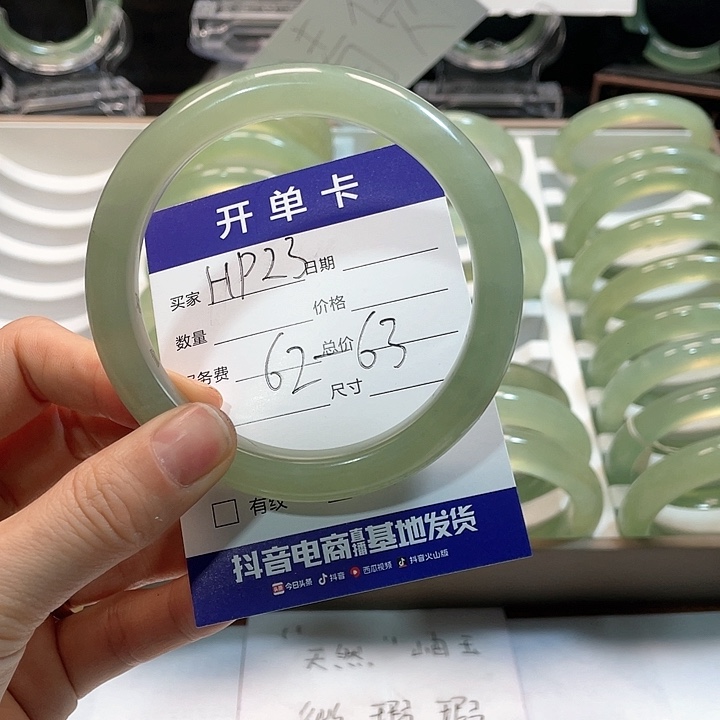 开单卡
买家 HP23 日期
数量 价格
务费 62-63 总价
尺寸
有纹
抖音电商直播基地发货
今日头条 抖音 西瓜视频 抖音火山版
"天然" 岫玉